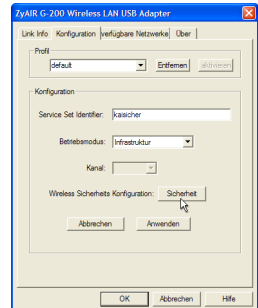 ZyAIR G-200 Wireless LAN USB Adapter
Link Info Konfiguration verfügbare Netzwerke Über
Profil
default Entfernen aktivieren
Konfiguration
Service Set Identifier: kaisicher
Betriebsmodus: Infrastruktur
Kanal:
Wireless Sicherheits Konfiguration: Sicherheit
Abbrechen Anwenden
OK Abbrechen Hilfe